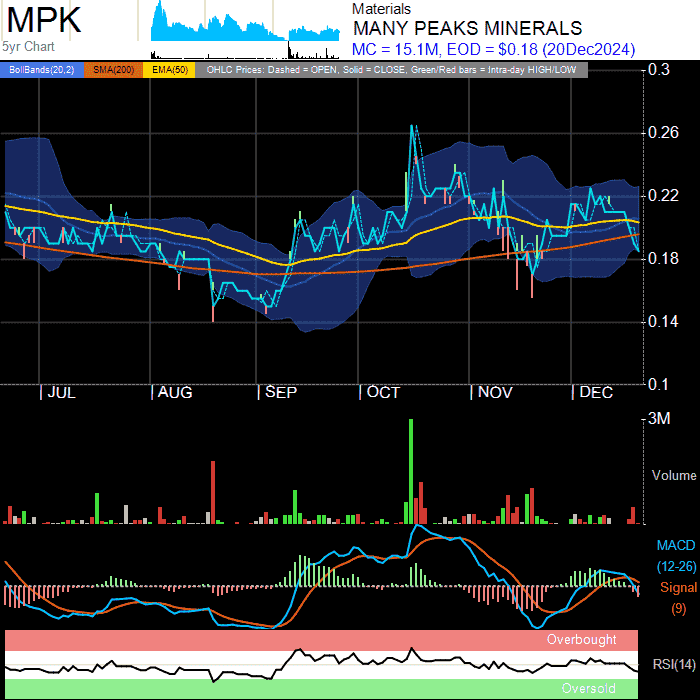 MPK
5yr Chart
Materials
MANY PEAKS MINERALS
MC = 15.1M, EOD = $0.18 (20Dec2024)
BollBands(20,2) SMA(200) EMA(50) OHLC Prices: Dashed = OPEN, Solid = CLOSE, Green/Red bars = Intra-day HIGH/LOW
0.3
0.26
0.22
0.18
0.14
0.1
JUL AUG SEP OCT NOV DEC
3M
Volume
MACD
(12-26)
Signal
(9)
Overbought
RSI(14)
Oversold